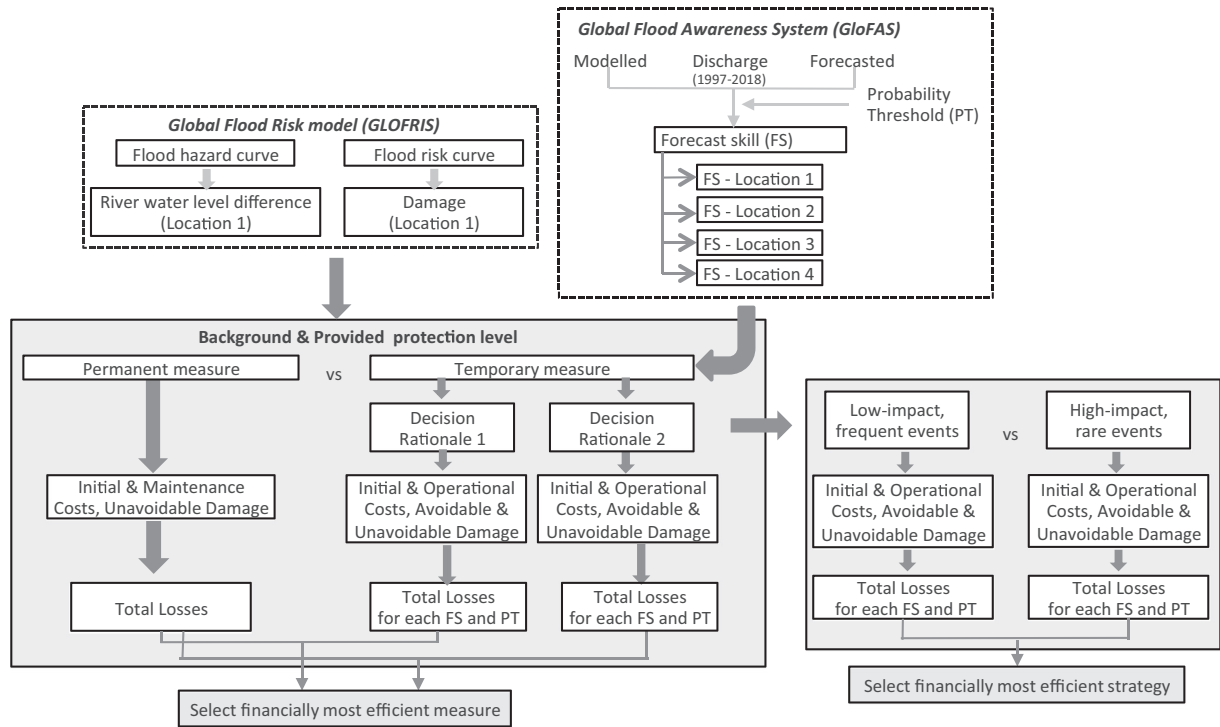 Global Flood Awareness System (GloFAS)
Modelled Discharge Forecasted
(1997-2018)
Probability
Threshold (PT)
Forecast skill (FS)
FS - Location 1
FS - Location 2
FS - Location 3
FS - Location 4
Global Flood Risk model (GLOFRIS)
Flood hazard curve
Flood risk curve
River water level difference
(Location 1)
Damage
(Location 1)
Background & Provided protection level
Permanent measure
vs
Temporary measure
Decision
Rationale 1
Decision
Rationale 2
Initial & Maintenance
Costs, Unavoidable Damage
Initial & Operational
Costs, Avoidable &
Unavoidable Damage
Initial & Operational
Costs, Avoidable &
Unavoidable Damage
Total Losses
Total Losses
for each FS and PT
Total Losses
for each FS and PT
Select financially most efficient measure
Low-impact,
frequent events
vs
High-impact,
rare events
Initial & Operational
Costs, Avoidable &
Unavoidable Damage
Initial & Operational
Costs, Avoidable &
Unavoidable Damage
Total Losses
for each FS and PT
Total Losses
for each FS and PT
Select financially most efficient strategy